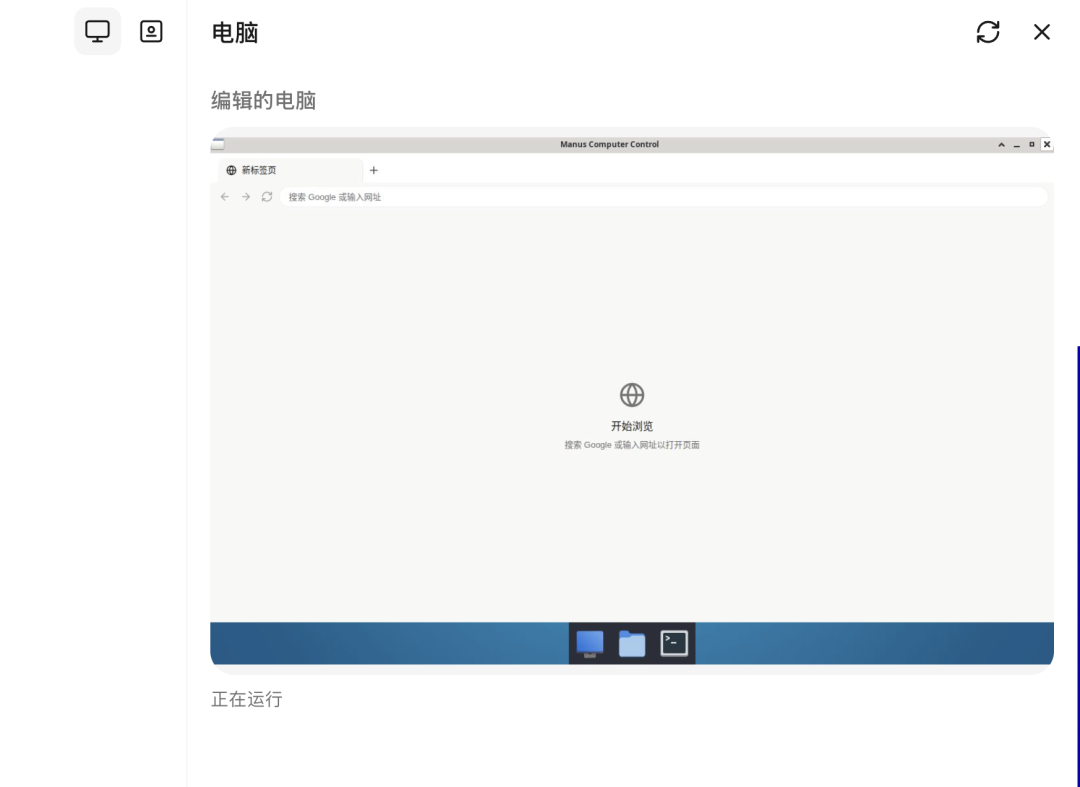 电脑
编辑的电脑
Manus Computer Control
新标签页
搜索 Google 或输入网址
开始浏览
搜索 Google 或输入网址以打开页面
>_
正在运行